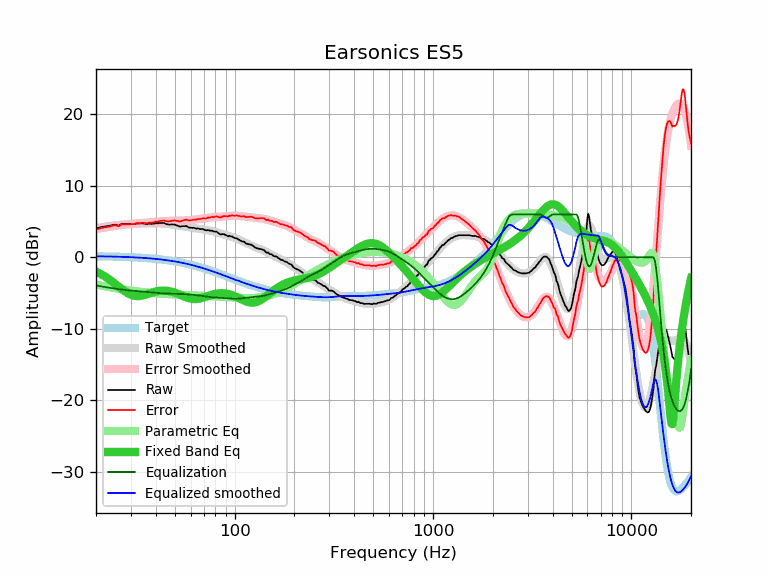 Earsonics ES5
Amplitude (dBr)
20
10
0
−10
−20
−30
Target
Raw Smoothed
Error Smoothed
Raw
Error
Parametric Eq
Fixed Band Eq
Equalization
Equalized smoothed
100
1000
10000
Frequency (Hz)